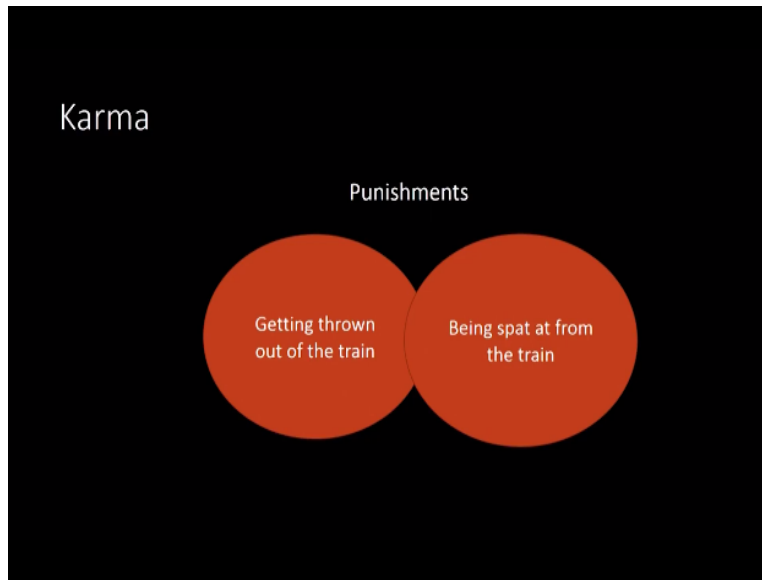 Karma
Punishments
Getting thrown
out of the train
Being spat at from
the train